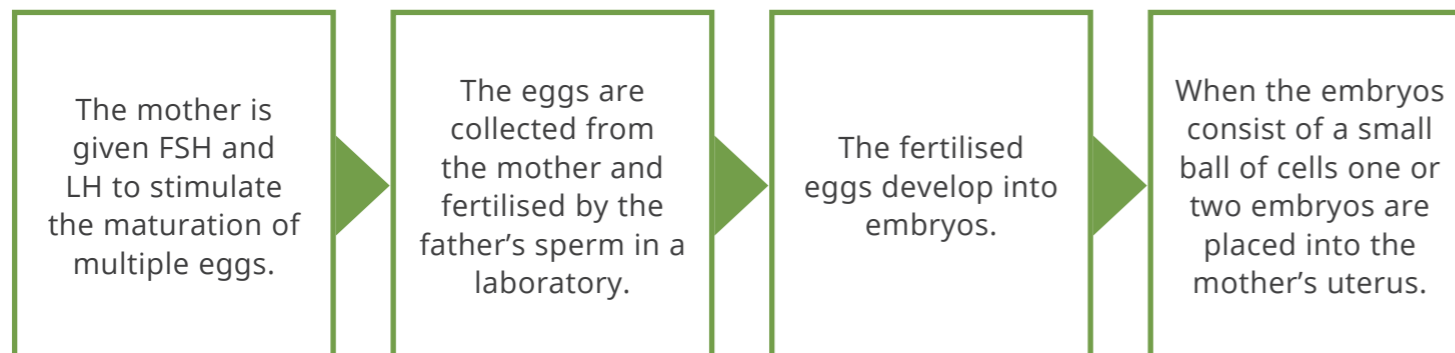 The mother is
given FSH and
LH to stimulate
the maturation of
multiple eggs.
The eggs are
collected from
the mother and
fertilised by the
father’s sperm in a
laboratory.
The fertilised
eggs develop into
embryos.
When the embryos
consist of a small
ball of cells one or
two embryos are
placed into the
mother’s uterus.